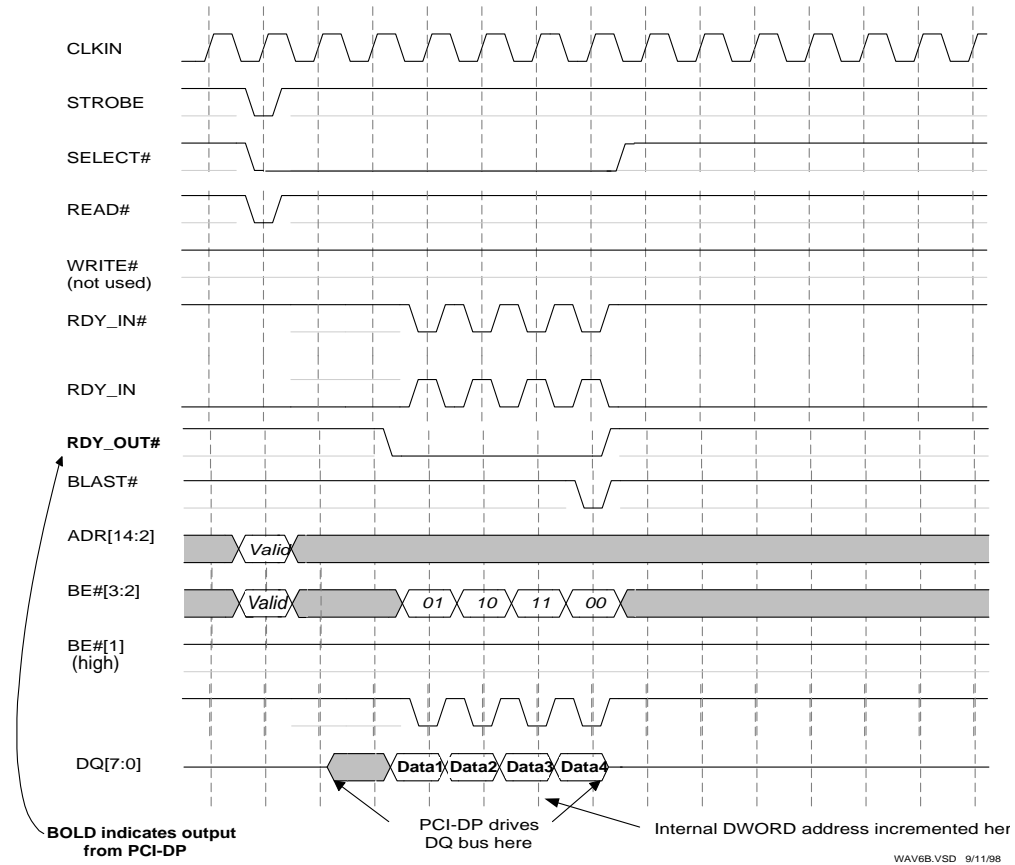 CLKIN
STROBE
SELECT#
READ#
WRITE#
(not used)
RDY_IN#
RDY_IN
RDY_OUT#
BLAST#
ADR[14:2]
Valid
BE#[3:2]
Valid 01 10 11 00
BE#[1]
(high)
DQ[7:0]
Data1 Data2 Data3 Data4
BOLD indicates output
from PCI-DP
PCI-DP drives
DQ bus here
Internal DWORD address incremented her
WAV6B.VSD 9/11/98